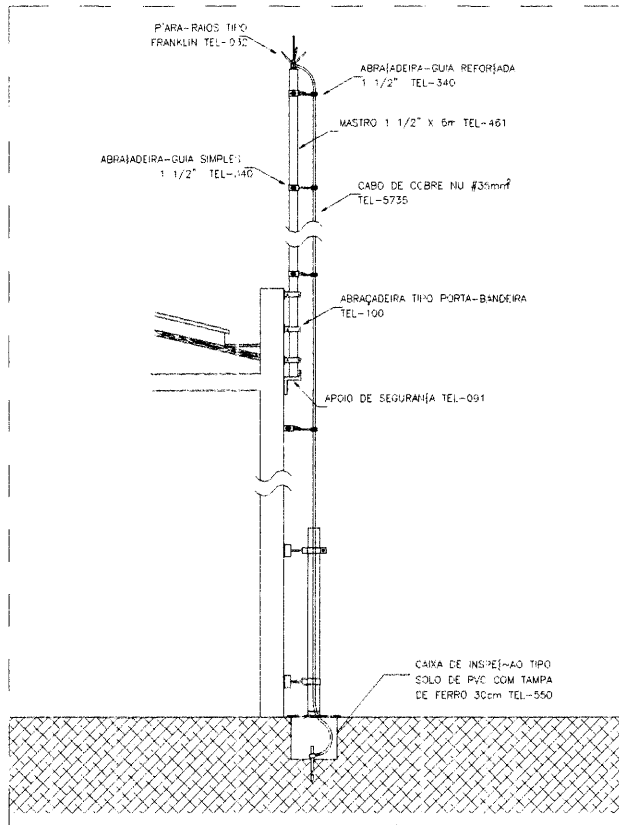 P'ARA-RAIOS TIPO
FRANKLIN TEL-032
ABRA|ADEIRA-GUIA REFOR|ADA
1 1/2" TEL-340
MASTRO 1 1/2" X 6m TEL-461
ABRA|ADEIRA-GUIA SIMPLES
1 1/2" TEL-340
CABO DE COBRE NU #35mm²
TEL-5735
ABRAÇADEIRA TIPO PORTA-BANDEIRA
TEL-100
APOIO DE SEGURAN|A TEL-091
CAIXA DE INSPE|~AO TIPO
SOLO DE PVC COM TAMPA
DE FERRO 30cm TEL-550